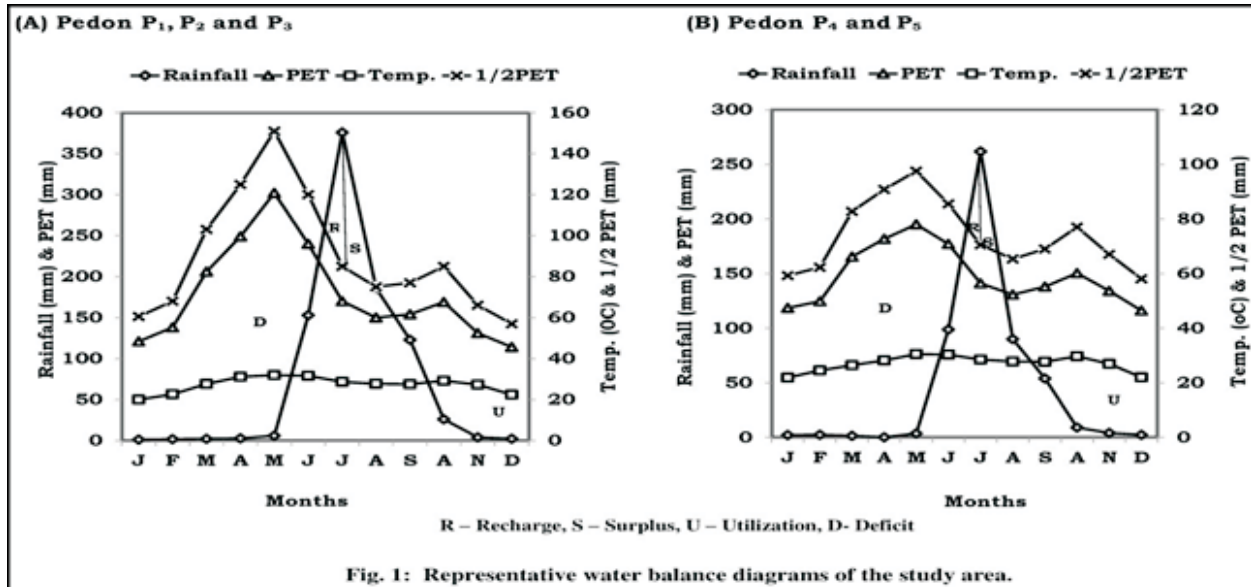 (A) Pedon P₁, P₂ and P₃
Rainfall PET Temp. 1/2PET
400
350
300
250
200
150
100
50
0
Rainfall (mm) & PET (mm)
160
140
120
100
80
60
40
20
0
Temp. (0C) & 1/2 PET (mm)
R
S
D
U
J F M A M J J A S A N D
Months
(B) Pedon P₄ and P₅
Rainfall PET Temp. 1/2PET
300
250
200
150
100
50
0
Rainfall (mm) & PET (mm)
120
100
80
60
40
20
0
Temp. (oC) & 1/2 PET (mm)
R
S
D
U
J F M A M J J A S A N D
Months
R – Recharge, S – Surplus, U – Utilization, D- Deficit
Fig. 1: Representative water balance diagrams of the study area.